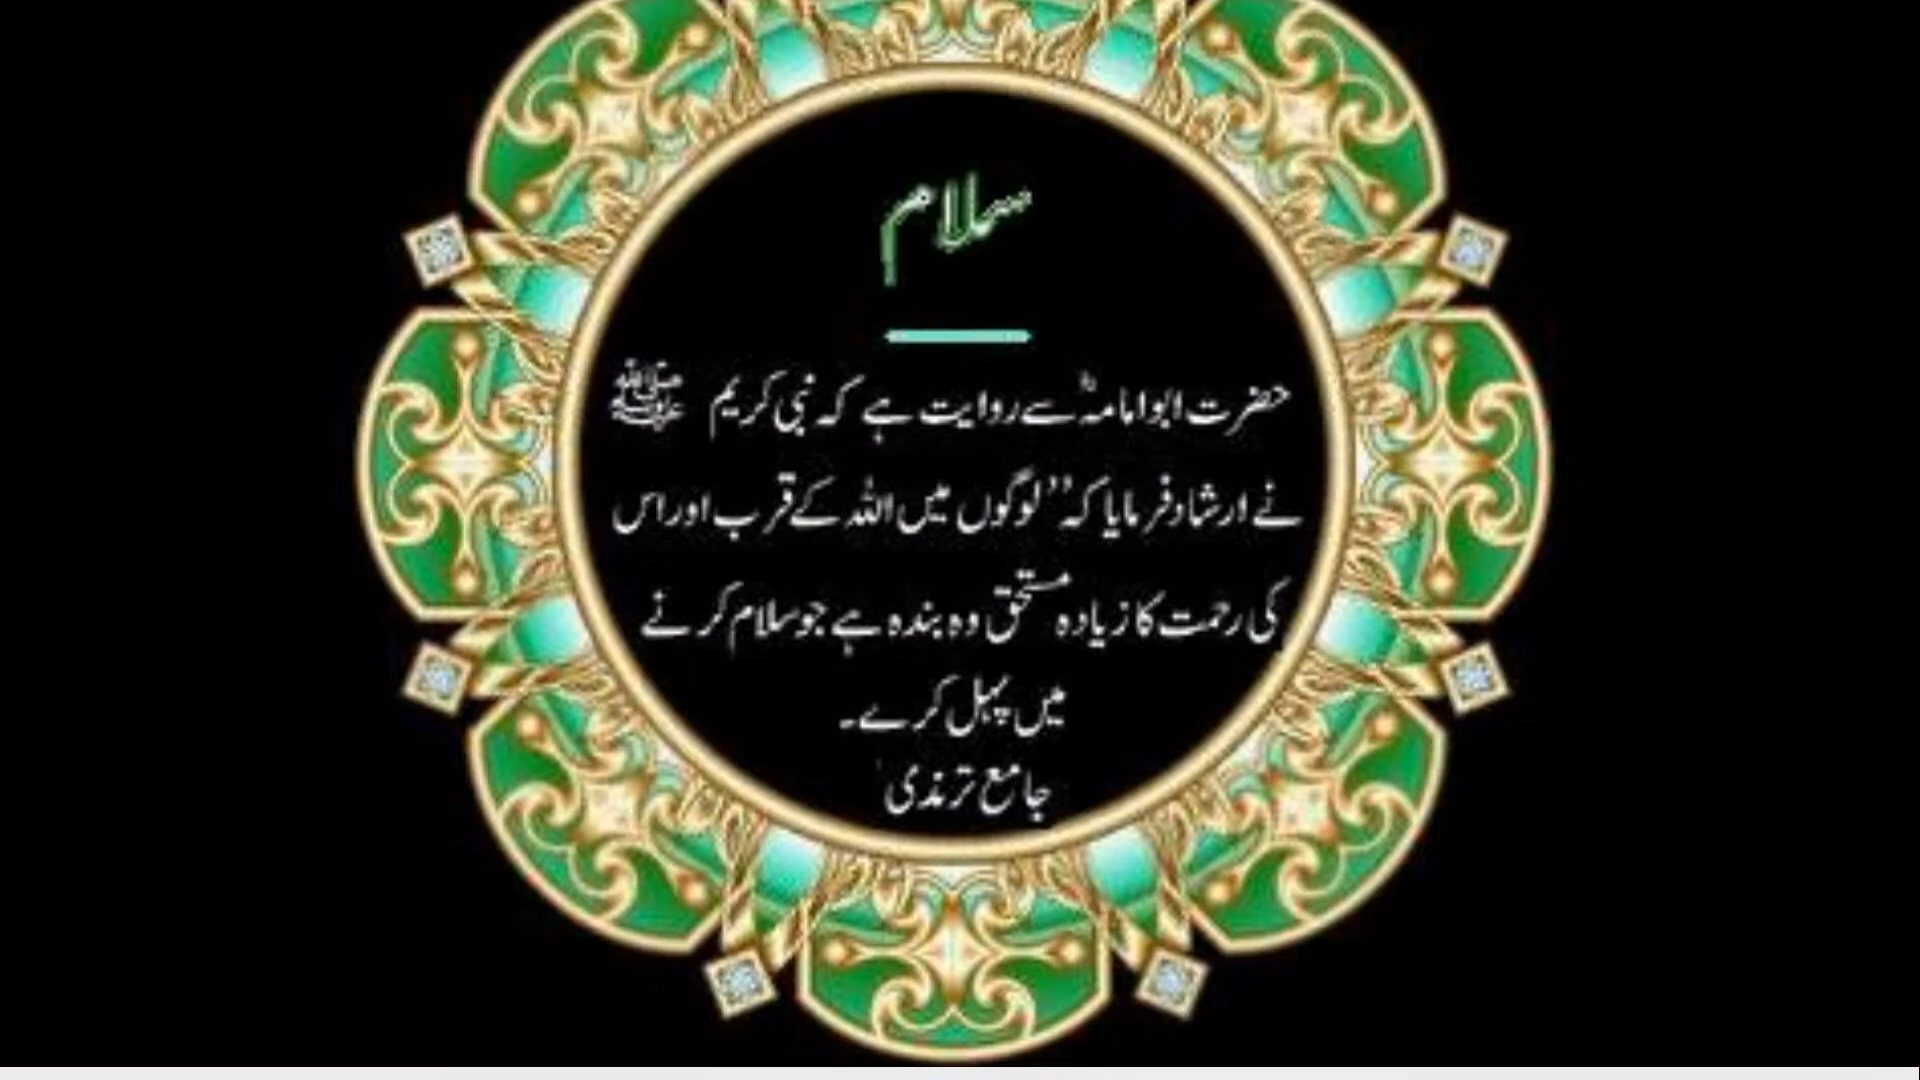 سلام
حضرت ابوامامہؓ سے روایت ہے کہ نبی کریم ﷺ
نے ارشاد فرمایا کہ ’’لوگوں میں اللہ کے قرب اور اس
کی رحمت کا زیادہ مستحق وہ بندہ ہے جو سلام کرنے
میں پہل کرے۔
جامع ترمذی